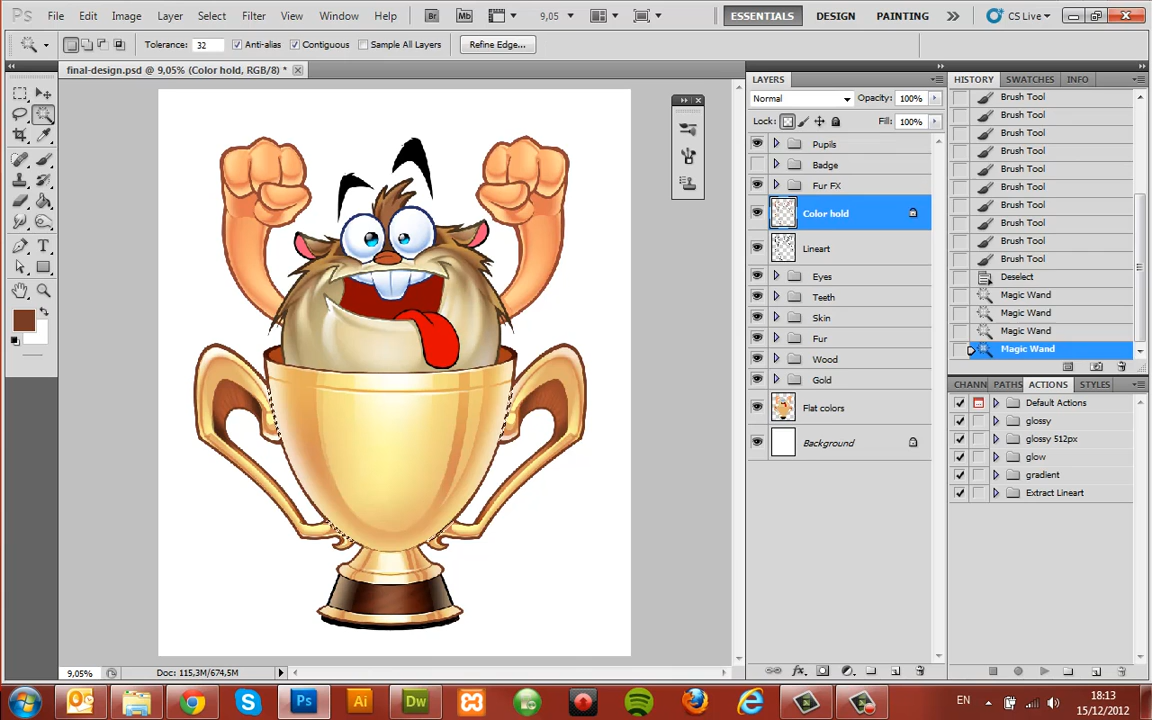 Ps File Edit Image Layer Select Filter View Window Help Br Mb 9,05 ESSENTIALS DESIGN PAINTING CS Live
Tolerance: 32 Anti-alias Contiguous Sample All Layers Refine Edge...
final-design.psd @ 9,05% (Color hold, RGB/8) *
LAYERS
Normal Opacity: 100%
Lock: Fill: 100%
Pupils
Badge
Fur FX
Color hold
Lineart
Eyes
Teeth
Skin
Fur
Wood
Gold
Flat colors
Background
HISTORY SWATCHES INFO
Brush Tool
Brush Tool
Brush Tool
Brush Tool
Brush Tool
Brush Tool
Brush Tool
Brush Tool
Brush Tool
Brush Tool
Deselect
Magic Wand
Magic Wand
Magic Wand
Magic Wand
CHANN PATHS ACTIONS STYLES
Default Actions
glossy
glossy 512px
glow
gradient
Extract Lineart
9,05% Doc: 115,3M/674,5M
Ps Ai Dw EN 18:13
15/12/2012